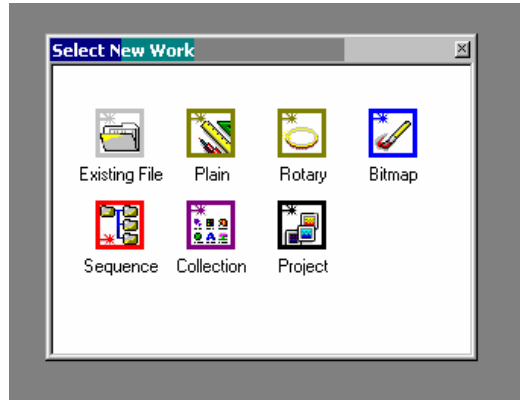 Select New Work
Existing File Plain Rotary Bitmap
Sequence Collection Project